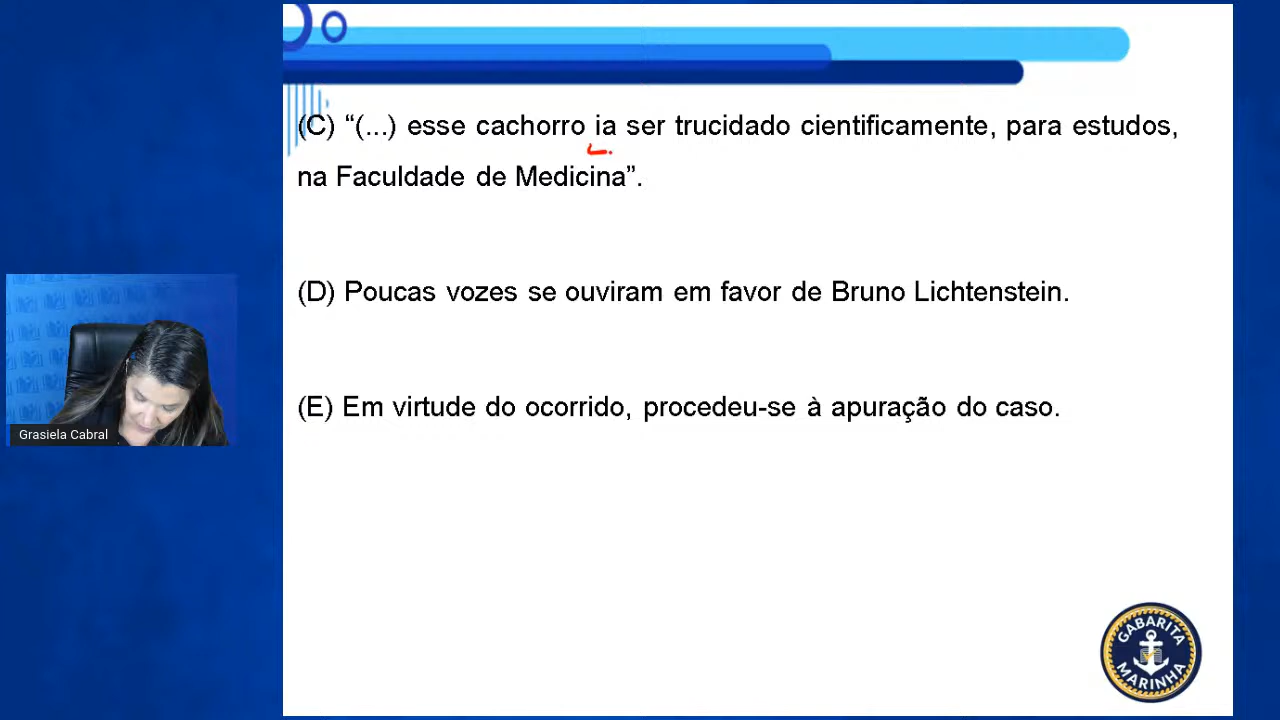 (C) “(...) esse cachorro ia ser trucidado cientificamente, para estudos,
na Faculdade de Medicina”.
(D) Poucas vozes se ouviram em favor de Bruno Lichtenstein.
(E) Em virtude do ocorrido, procedeu-se à apuração do caso.
Grasiela Cabral
GABARITA
MARINHA